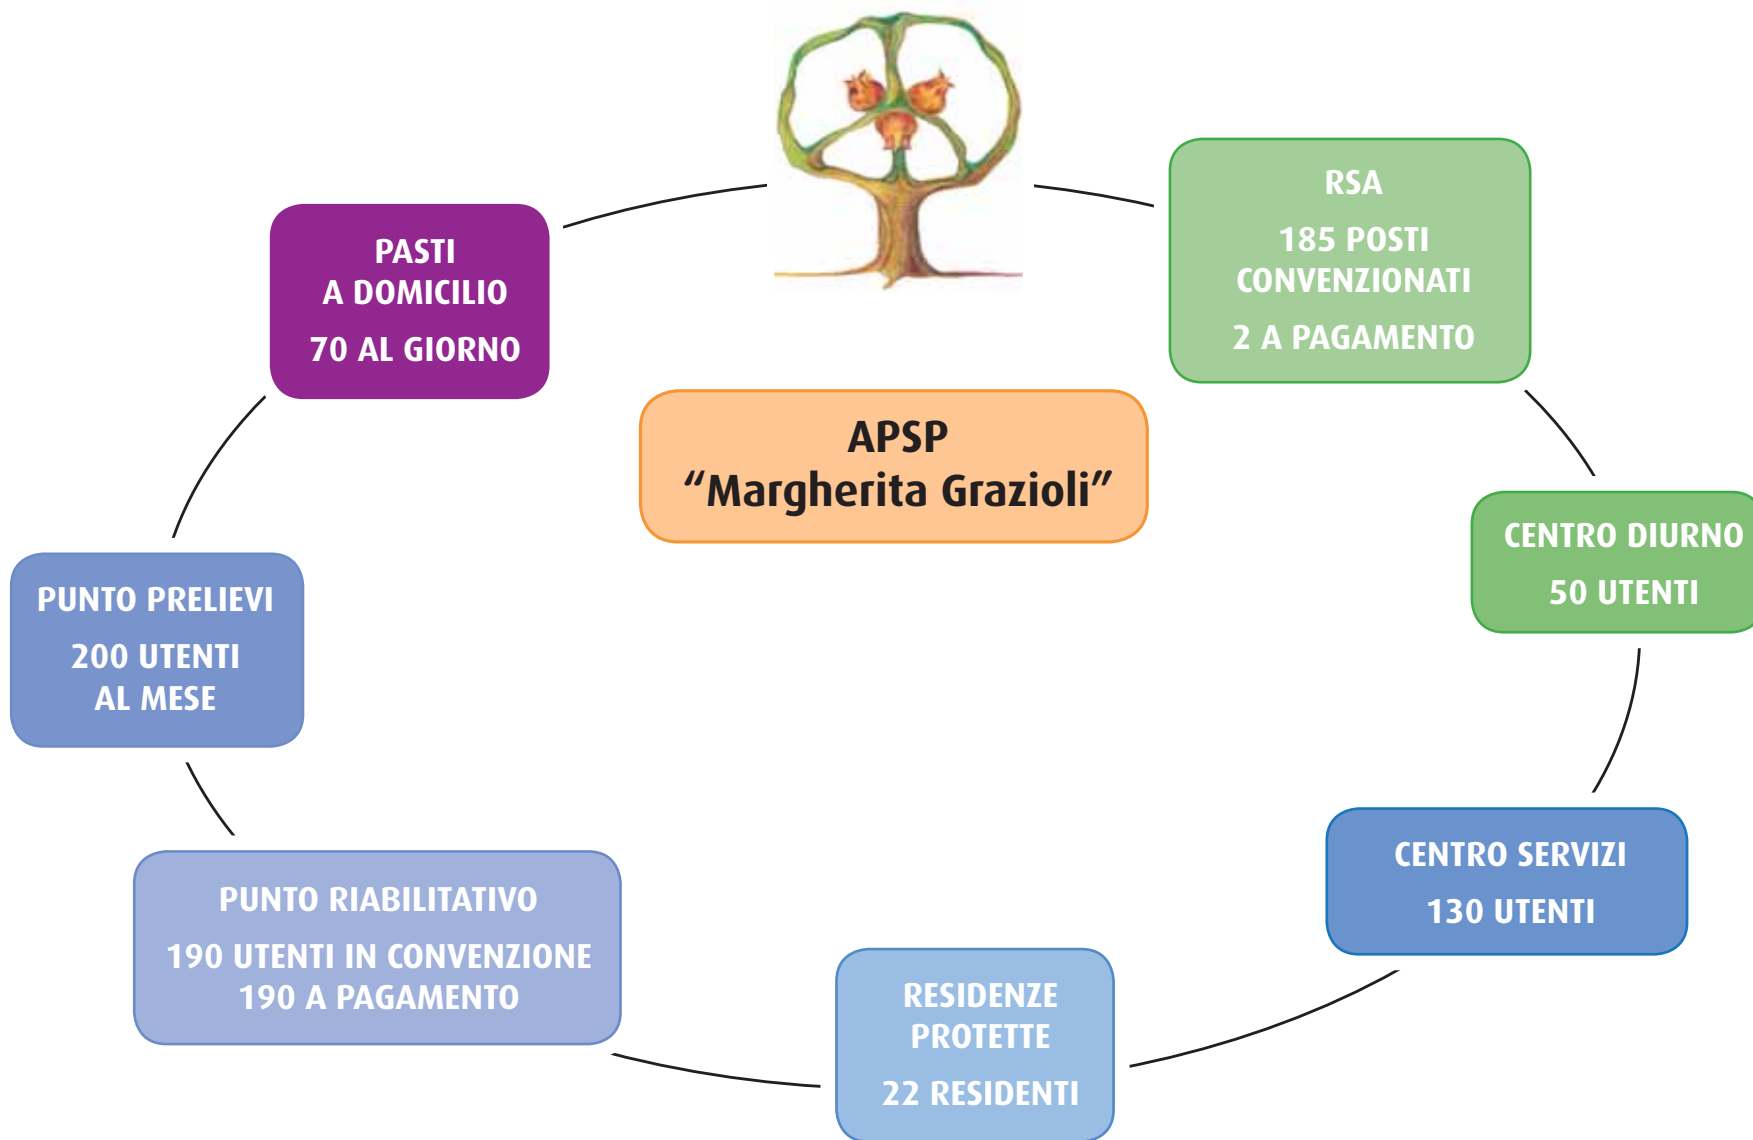 APSP
“Margherita Grazioli”
RSA
185 POSTI
CONVENZIONATI
2 A PAGAMENTO
CENTRO DIURNO
50 UTENTI
CENTRO SERVIZI
130 UTENTI
RESIDENZE
PROTETTE
22 RESIDENTI
PUNTO RIABILITATIVO
190 UTENTI IN CONVENZIONE
190 A PAGAMENTO
PUNTO PRELIEVI
200 UTENTI
AL MESE
PASTI
A DOMICILIO
70 AL GIORNO